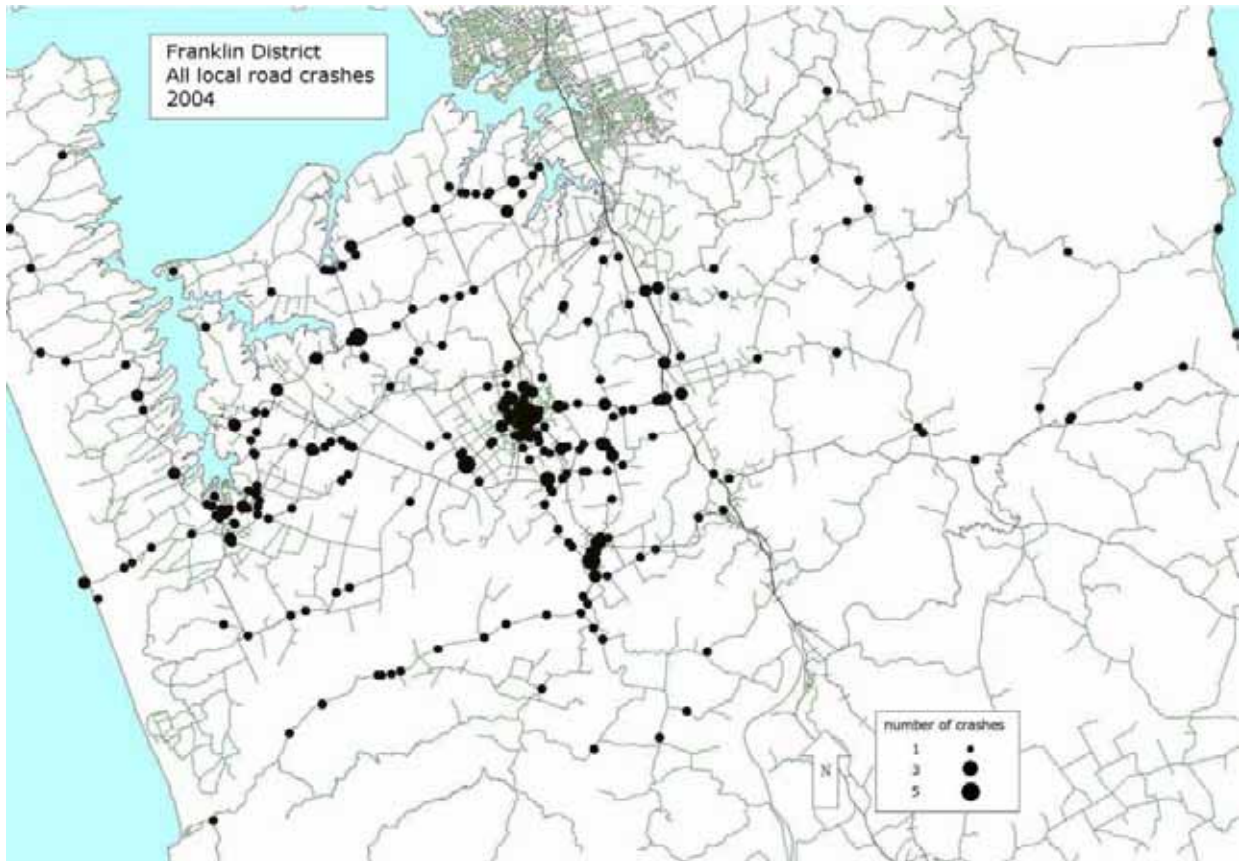 Franklin District
All local road crashes
2004
number of crashes
1
3
5
N